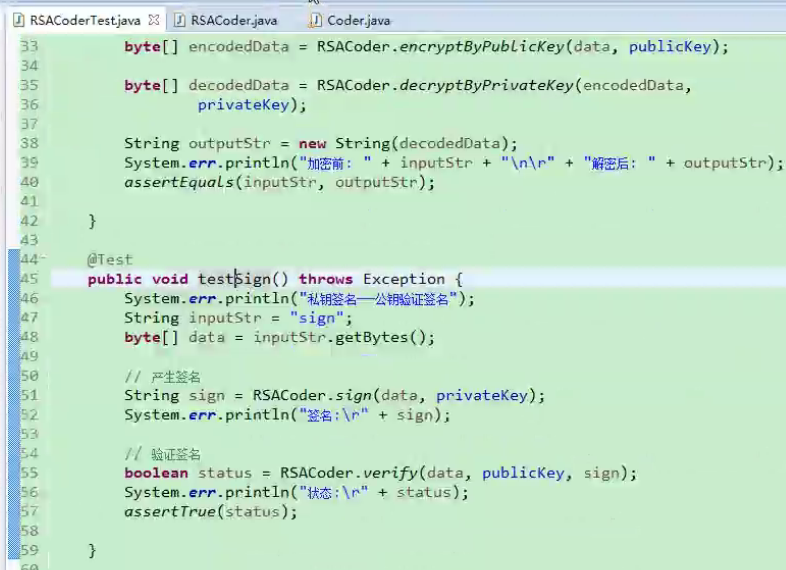 RSACoderTest.java RSACoder.java Coder.java
33 byte[] encodedData = RSACoder.encryptByPublicKey(data, publicKey);
34
35 byte[] decodedData = RSACoder.decryptByPrivateKey(encodedData,
36 privateKey);
37
38 String outputStr = new String(decodedData);
39 System.err.println("加密前: " + inputStr + "\n\r" + "解密后: " + outputStr);
40 assertEquals(inputStr, outputStr);
41
42 }
43
44 @Test
45 public void testSign() throws Exception {
46 System.err.println("私钥签名——公钥验证签名");
47 String inputStr = "sign";
48 byte[] data = inputStr.getBytes();
49
50 // 产生签名
51 String sign = RSACoder.sign(data, privateKey);
52 System.err.println("签名:\r" + sign);
53
54 // 验证签名
55 boolean status = RSACoder.verify(data, publicKey, sign);
56 System.err.println("状态:\r" + status);
57 assertTrue(status);
58
59 }
60